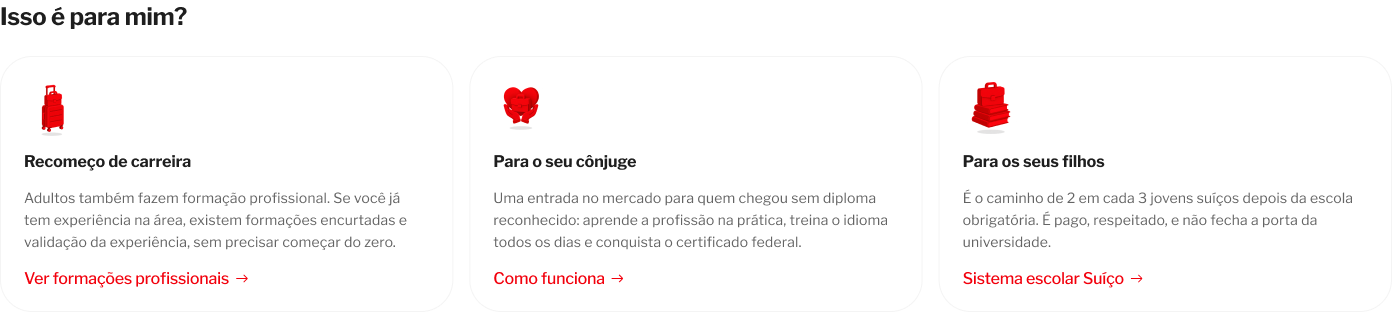 Isso é para mim?
Recomeço de carreira
Adultos também fazem formação profissional. Se você já
tem experiência na área, existem formações encurtadas e
validação da experiência, sem precisar começar do zero.
Ver formações profissionais →
Para o seu cônjuge
Uma entrada no mercado para quem chegou sem diploma
reconhecido: aprende a profissão na prática, treina o idioma
todos os dias e conquista o certificado federal.
Como funciona →
Para os seus filhos
É o caminho de 2 em cada 3 jovens suíços depois da escola
obrigatória. É pago, respeitado, e não fecha a porta da
universidade.
Sistema escolar Suíço →